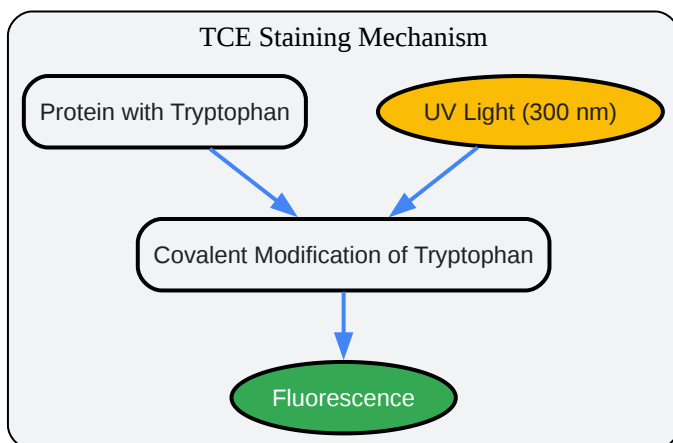 TCE Staining Mechanism
Protein with Tryptophan
UV Light (300 nm)
Covalent Modification of Tryptophan
Fluorescence